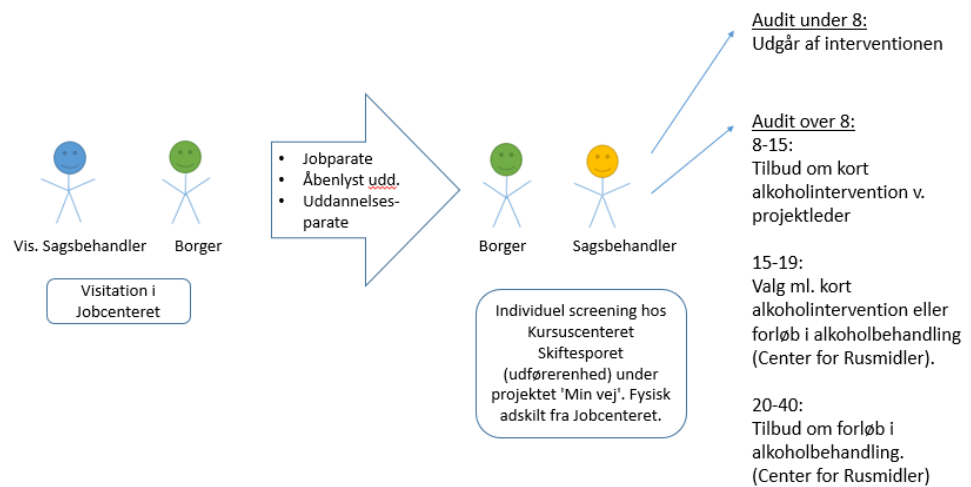 Vis. Sagsbehandler
Borger
Visitation i
Jobcenteret
• Jobparate
• Åbenlyst udd.
• Uddannelses-
parate
Borger
Sagsbehandler
Individuel screening hos
Kursuscenteret
Skiftesporet
(udførerenhed) under
projektet 'Min vej'. Fysisk
adskilt fra Jobcenteret.
Audit under 8:
Udgår af interventionen
Audit over 8:
8-15:
Tilbud om kort
alkoholintervention v.
projektleder
15-19:
Valg ml. kort
alkoholintervention eller
forløb i alkoholbehandling
(Center for Rusmidler).
20-40:
Tilbud om forløb i
alkoholbehandling.
(Center for Rusmidler)